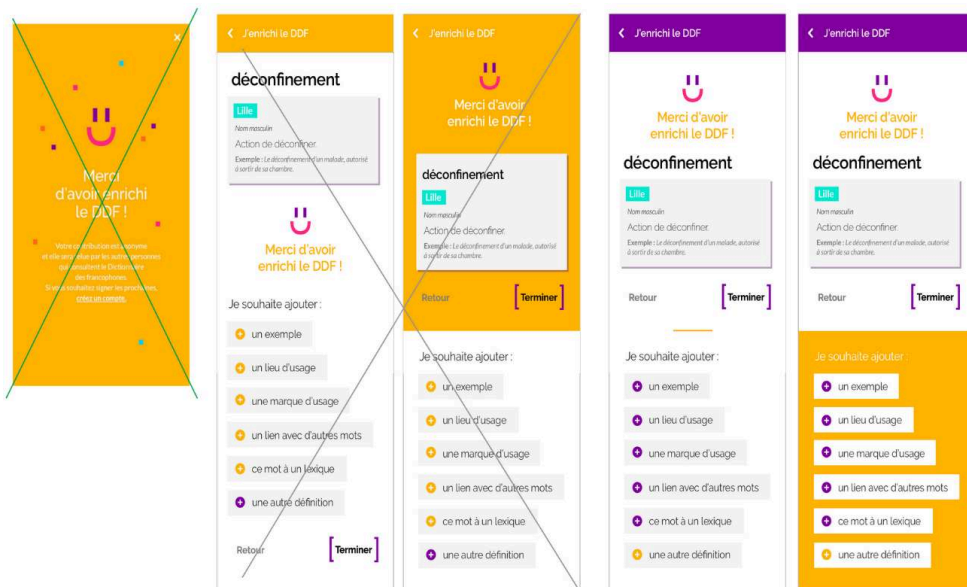 x
Merci
d'avoir enrichi
le DDF !
Votre contribution est anonyme
et elle sera relue par les autres personnes
qui consultent le Dictionnaire
des francophones.
Si vous souhaitez signer les prochaines,
créez un compte.
J'enrichi le DDF
déconfinement
Lille
Nom masculin
Action de déconfiner.
Exemple : Le déconfinement d'un malade, autorisé
à sortir de sa chambre.
Merci d'avoir
enrichi le DDF !
Je souhaite ajouter :
un exemple
un lieu d'usage
une marque d'usage
un lien avec d'autres mots
ce mot à un lexique
une autre définition
Retour
[Terminer]
J'enrichi le DDF
Merci d'avoir
enrichi le DDF !
déconfinement
Lille
Nom masculin
Action de déconfiner.
Exemple : Le déconfinement d'un malade, autorisé
à sortir de sa chambre.
Retour
[Terminer]
Je souhaite ajouter :
un exemple
un lieu d'usage
une marque d'usage
un lien avec d'autres mots
ce mot à un lexique
une autre définition
J'enrichi le DDF
Merci d'avoir
enrichi le DDF !
déconfinement
Lille
Nom masculin
Action de déconfiner.
Exemple : Le déconfinement d'un malade, autorisé
à sortir de sa chambre.
Retour
[Terminer]
Je souhaite ajouter :
un exemple
un lieu d'usage
une marque d'usage
un lien avec d'autres mots
ce mot à un lexique
une autre définition
J'enrichi le DDF
Merci d'avoir
enrichi le DDF !
déconfinement
Lille
Nom masculin
Action de déconfiner.
Exemple : Le déconfinement d'un malade, autorisé
à sortir de sa chambre.
Retour
[Terminer]
Je souhaite ajouter :
un exemple
un lieu d'usage
une marque d'usage
un lien avec d'autres mots
ce mot à un lexique
une autre définition